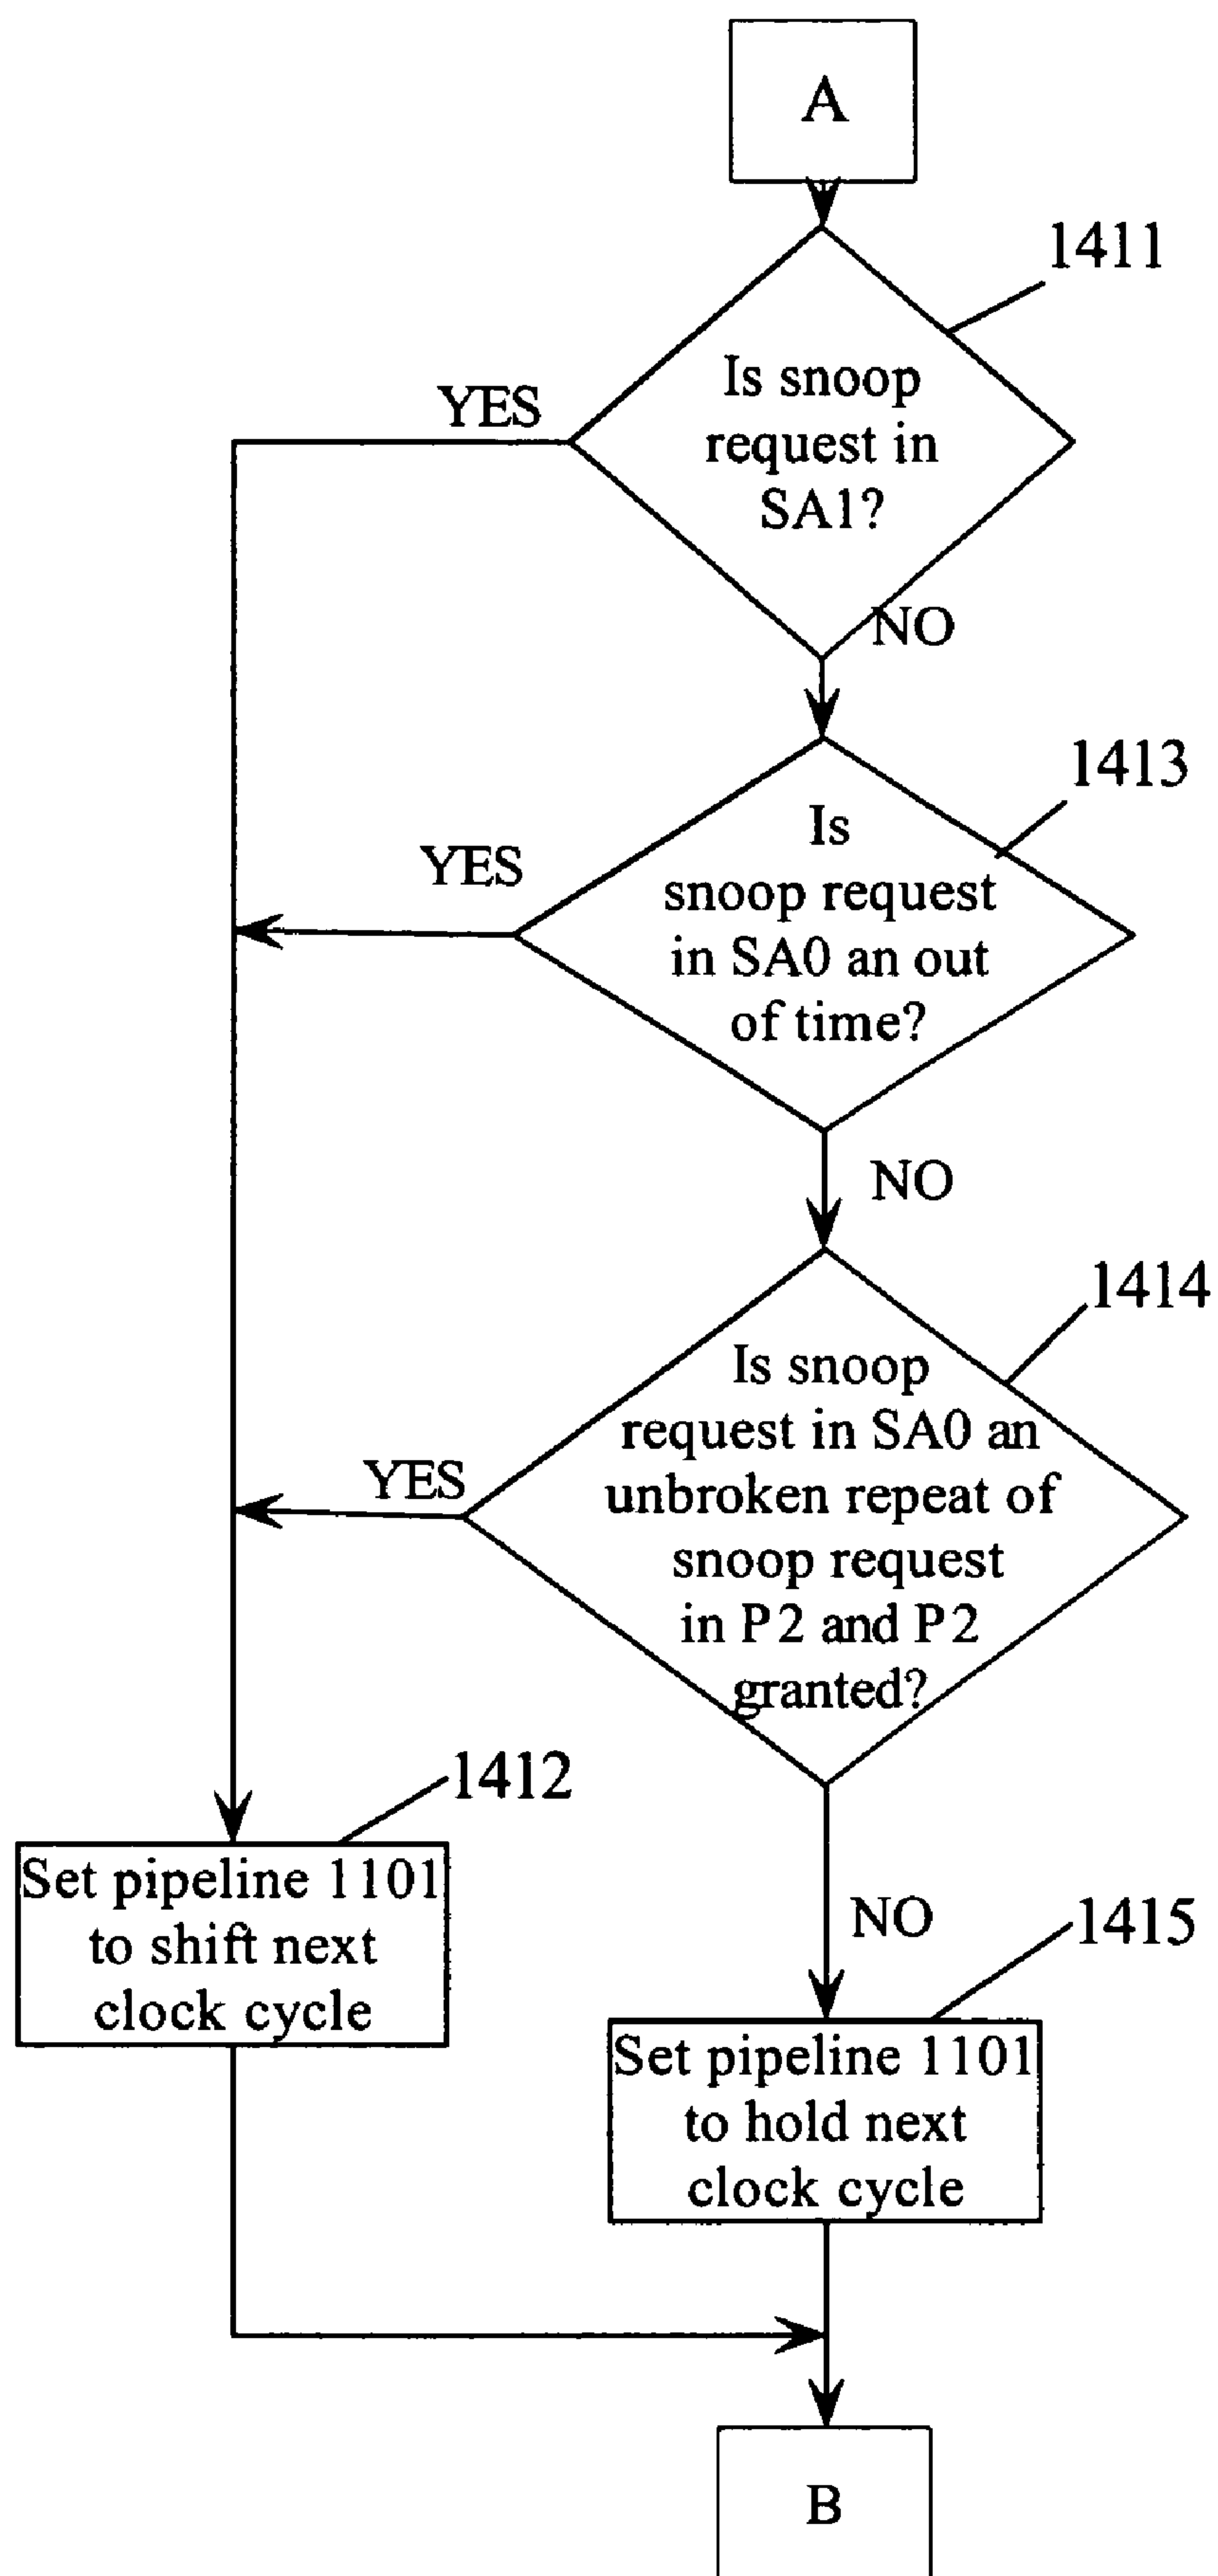 A
1411
Is snoop
request in
SA1?
YES
NO
1413
Is
snoop request
in SA0 an out
of time?
YES
NO
1414
Is snoop
request in SA0 an
unbroken repeat of
snoop request
in P2 and P2
granted?
YES
1412
Set pipeline 1101
to shift next
clock cycle
NO
1415
Set pipeline 1101
to hold next
clock cycle
B